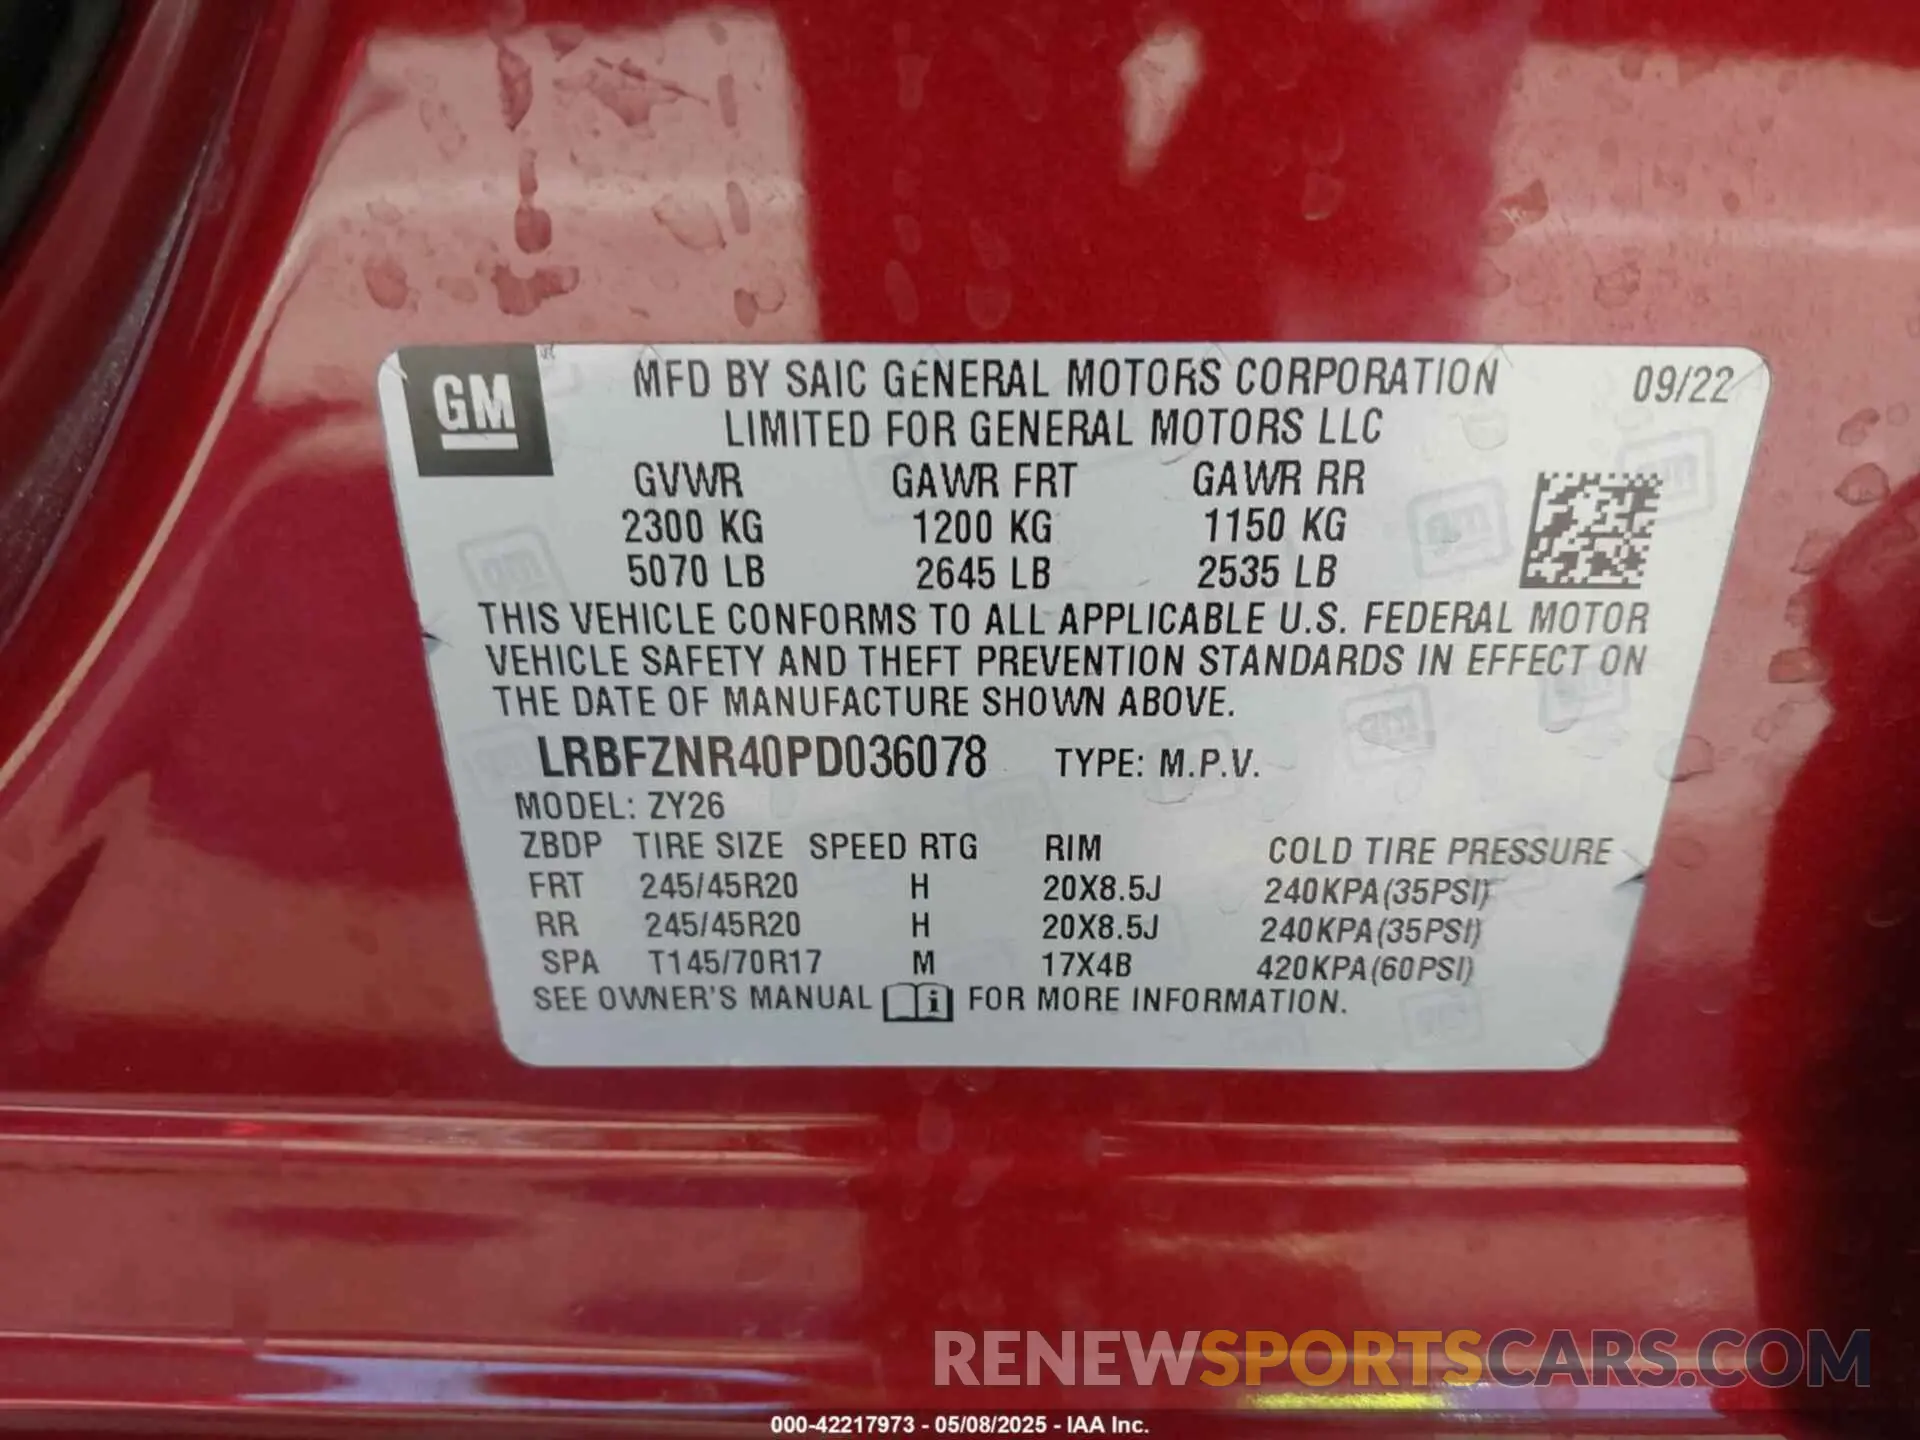 GM
MFD BY SAIC GENERAL MOTORS CORPORATION 09/22
LIMITED FOR GENERAL MOTORS LLC
GVWR GAWR FRT GAWR RR
2300 KG 1200 KG 1150 KG
5070 LB 2645 LB 2535 LB
THIS VEHICLE CONFORMS TO ALL APPLICABLE U.S. FEDERAL MOTOR
VEHICLE SAFETY AND THEFT PREVENTION STANDARDS IN EFFECT ON
THE DATE OF MANUFACTURE SHOWN ABOVE.
LRBFZNR40PD036078 TYPE: M.P.V.
MODEL: ZY26
ZBDP TIRE SIZE SPEED RTG RIM COLD TIRE PRESSURE
FRT 245/45R20 H 20X8.5J 240KPA(35PSI)
RR 245/45R20 H 20X8.5J 240KPA(35PSI)
SPA T145/70R17 M 17X4B 420KPA(60PSI)
SEE OWNER'S MANUAL i FOR MORE INFORMATION.
RENEWSPORTSCARS.COM
000-42217973 - 05/08/2025 - IAA Inc.